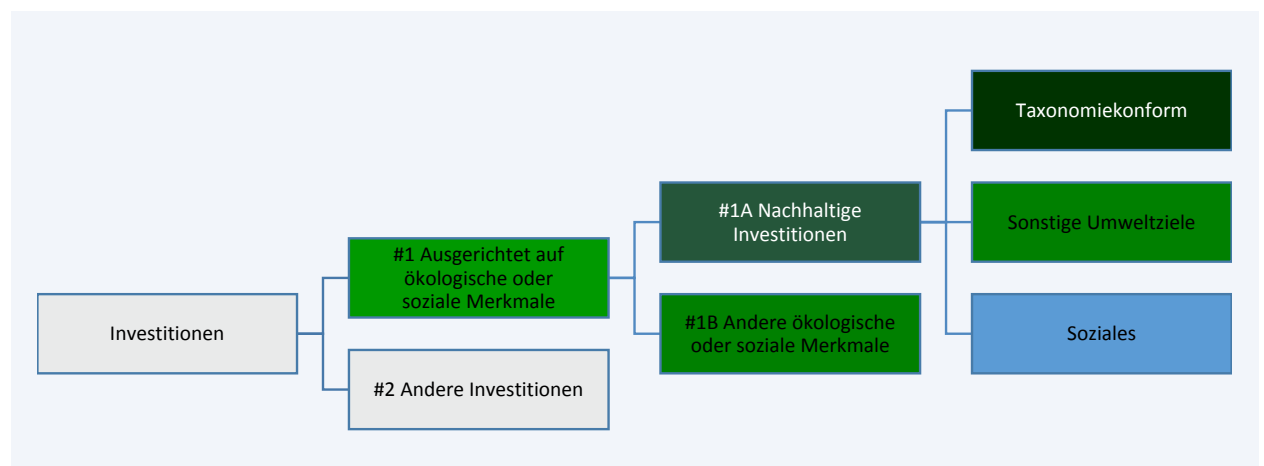 Investitionen
#1 Ausgerichtet auf
ökologische oder
soziale Merkmale
#2 Andere Investitionen
#1A Nachhaltige
Investitionen
#1B Andere ökologische
oder soziale Merkmale
Taxonomiekonform
Sonstige Umweltziele
Soziales